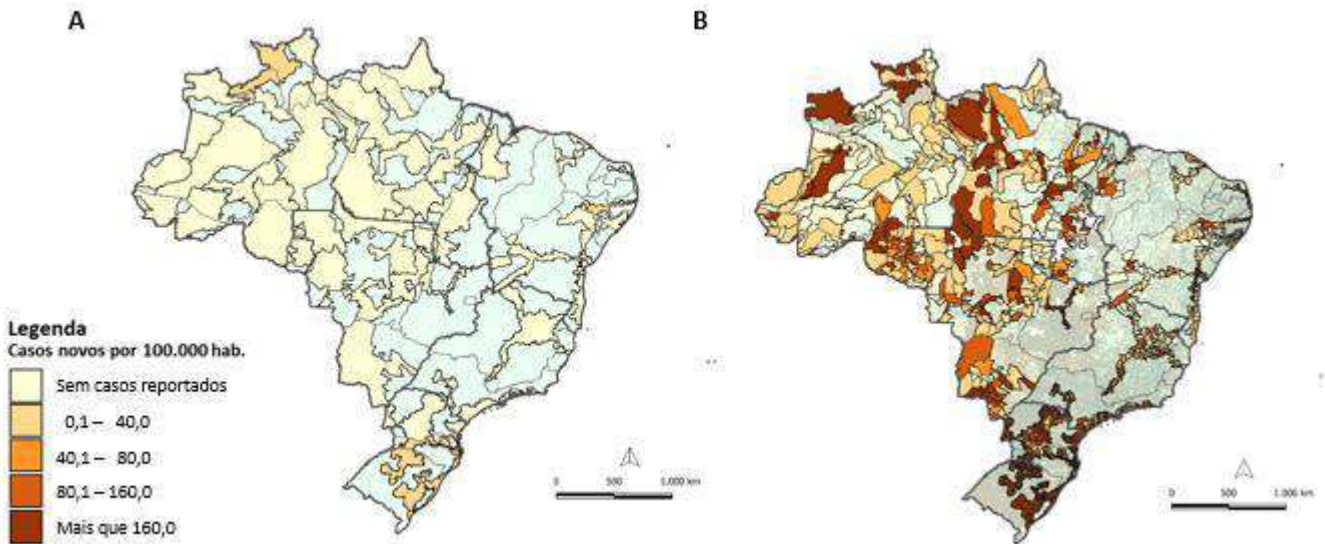 A
B
Legenda
Casos novos por 100.000 hab.
Sem casos reportados
0,1 – 40,0
40,1 – 80,0
80,1 – 160,0
Mais que 160,0
0 500 1.000 km
0 500 1.000 km